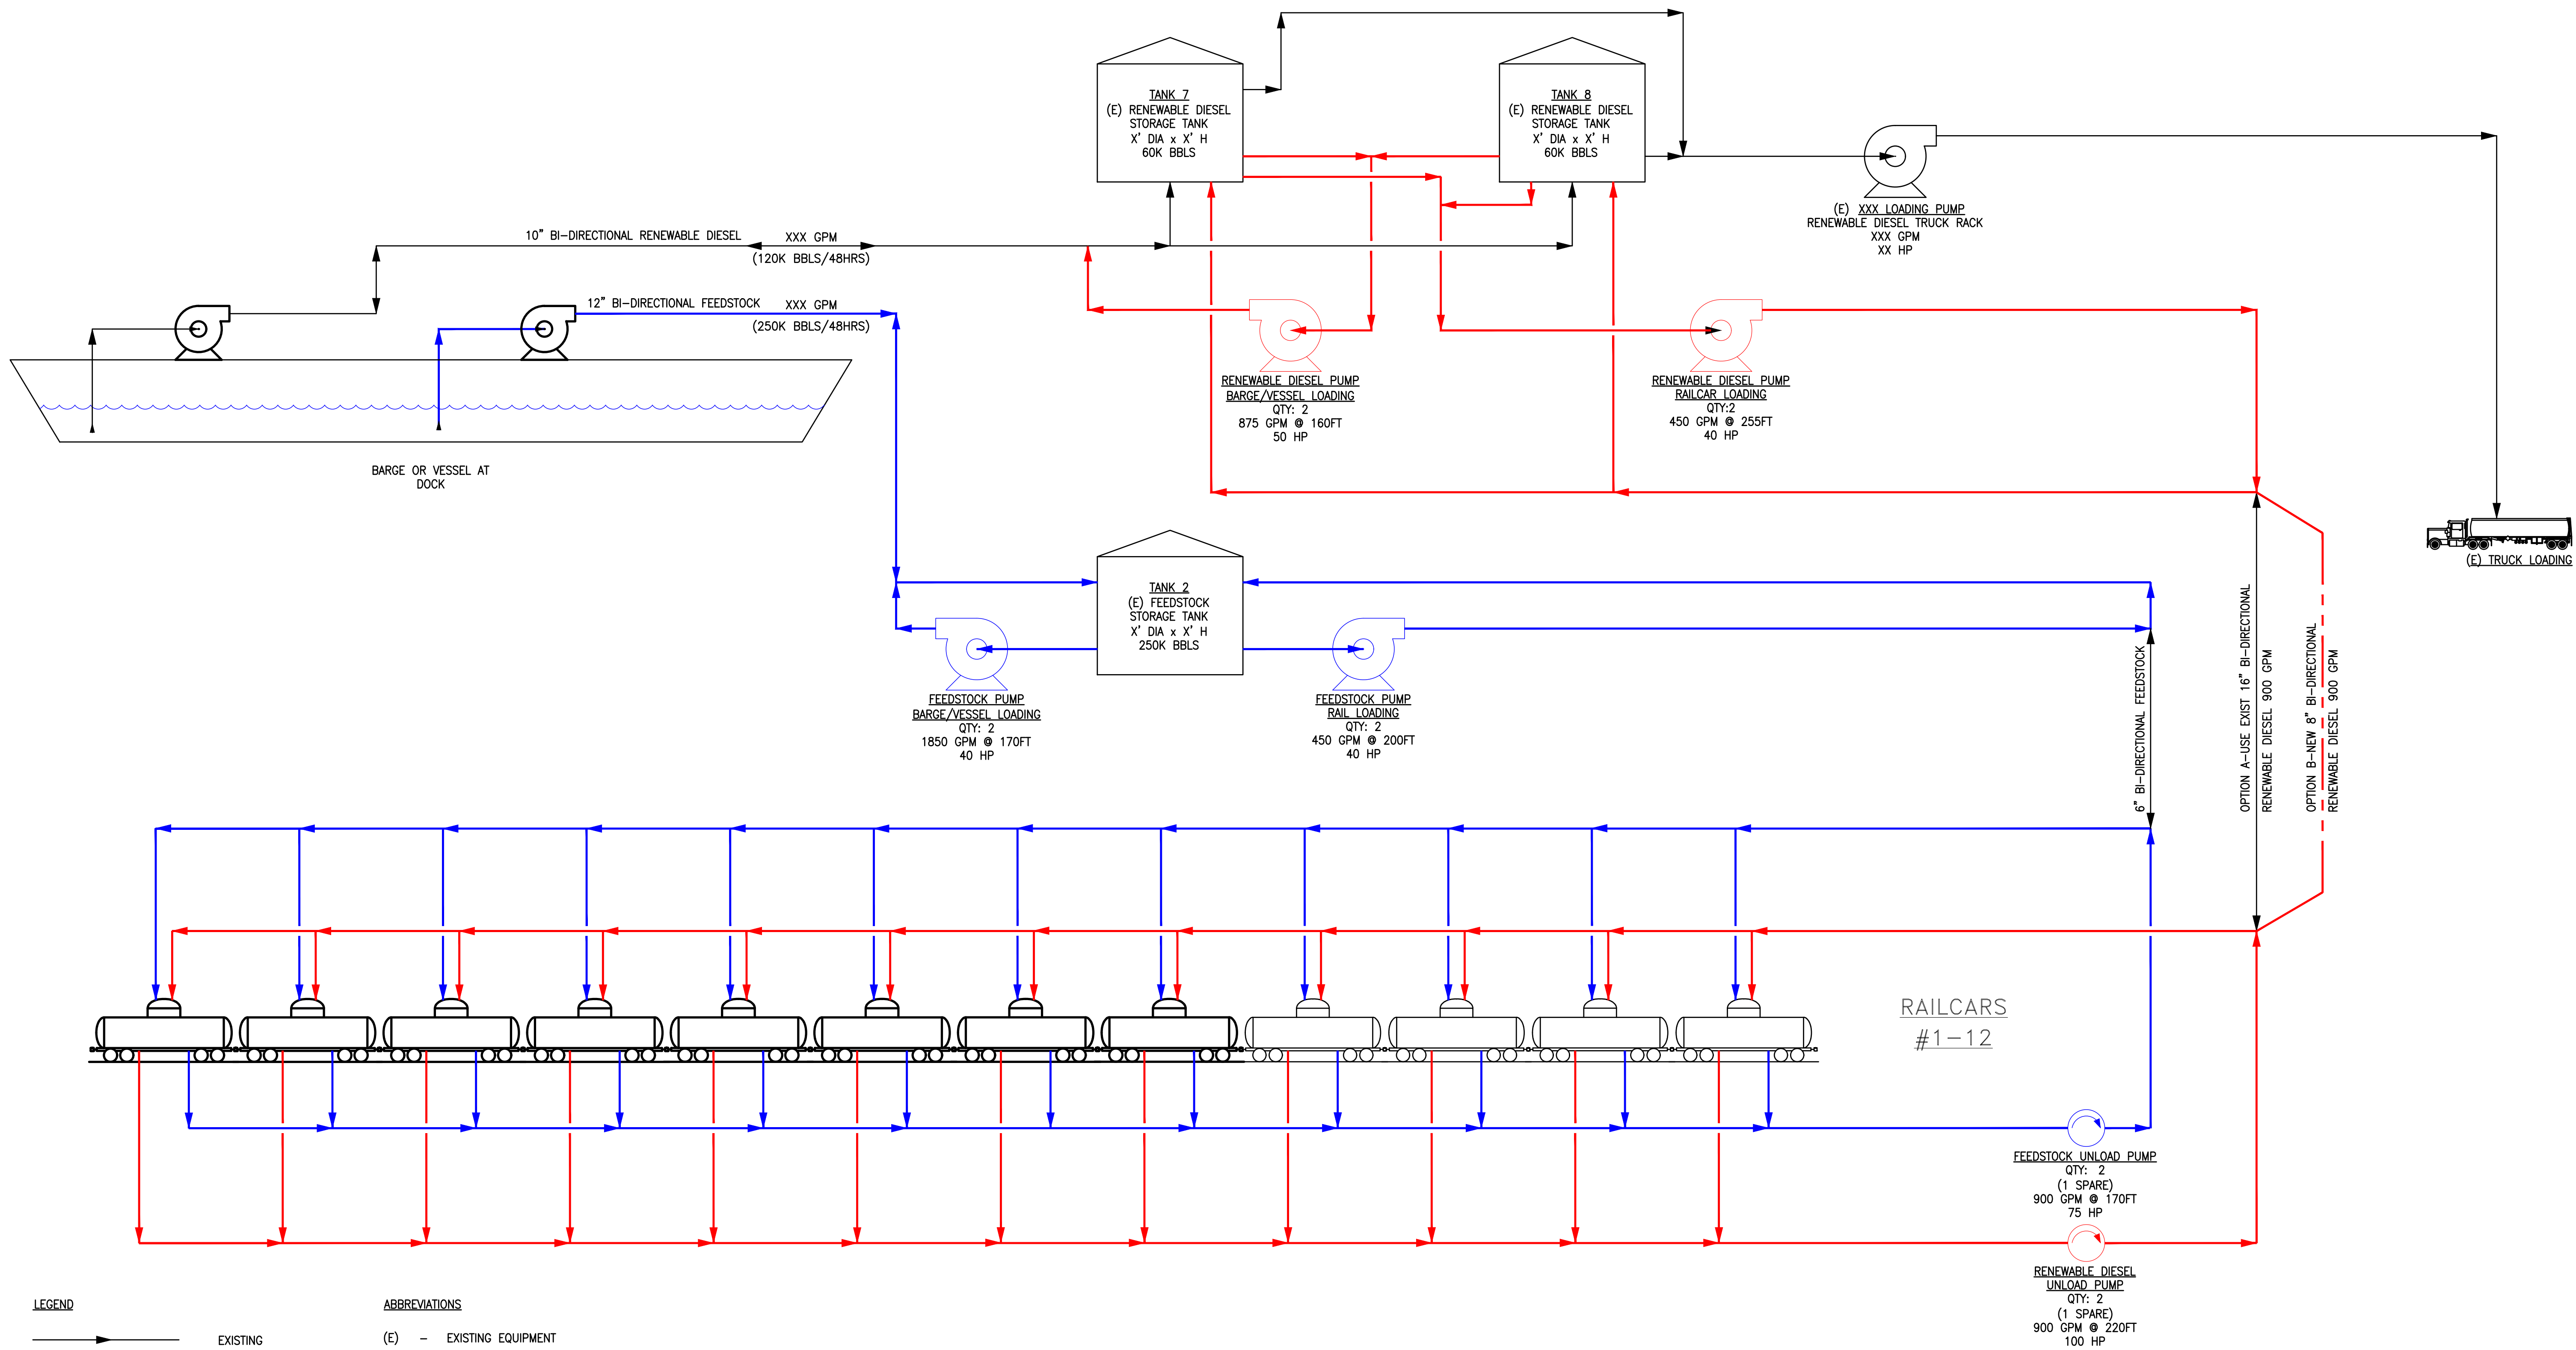 TANK 7
(E) RENEWABLE DIESEL
STORAGE TANK
X' DIA x X' H
60K BBLS
TANK 8
(E) RENEWABLE DIESEL
STORAGE TANK
X' DIA x X' H
60K BBLS
(E) XXX LOADING PUMP
RENEWABLE DIESEL TRUCK RACK
XXX GPM
XX HP
10" BI-DIRECTIONAL RENEWABLE DIESEL
XXX GPM
(120K BBLS/48HRS)
12" BI-DIRECTIONAL FEEDSTOCK
XXX GPM
(250K BBLS/48HRS)
BARGE OR VESSEL AT
DOCK
RENEWABLE DIESEL PUMP
BARGE/VESSEL LOADING
QTY: 2
875 GPM @ 160FT
50 HP
RENEWABLE DIESEL PUMP
RAILCAR LOADING
QTY:2
450 GPM @ 255FT
40 HP
(E) TRUCK LOADING
TANK 2
(E) FEEDSTOCK
STORAGE TANK
X' DIA x X' H
250K BBLS
FEEDSTOCK PUMP
BARGE/VESSEL LOADING
QTY: 2
1850 GPM @ 170FT
40 HP
FEEDSTOCK PUMP
RAIL LOADING
QTY: 2
450 GPM @ 200FT
40 HP
6" BI-DIRECTIONAL FEEDSTOCK
OPTION A-USE EXIST 16" BI-DIRECTIONAL
RENEWABLE DIESEL 900 GPM
OPTION B-NEW 8" BI-DIRECTIONAL
RENEWABLE DIESEL 900 GPM
RAILCARS
#1-12
FEEDSTOCK UNLOAD PUMP
QTY: 2
(1 SPARE)
900 GPM @ 170FT
75 HP
RENEWABLE DIESEL
UNLOAD PUMP
QTY: 2
(1 SPARE)
900 GPM @ 220FT
100 HP
LEGEND
EXISTING
ABBREVIATIONS
(E) - EXISTING EQUIPMENT